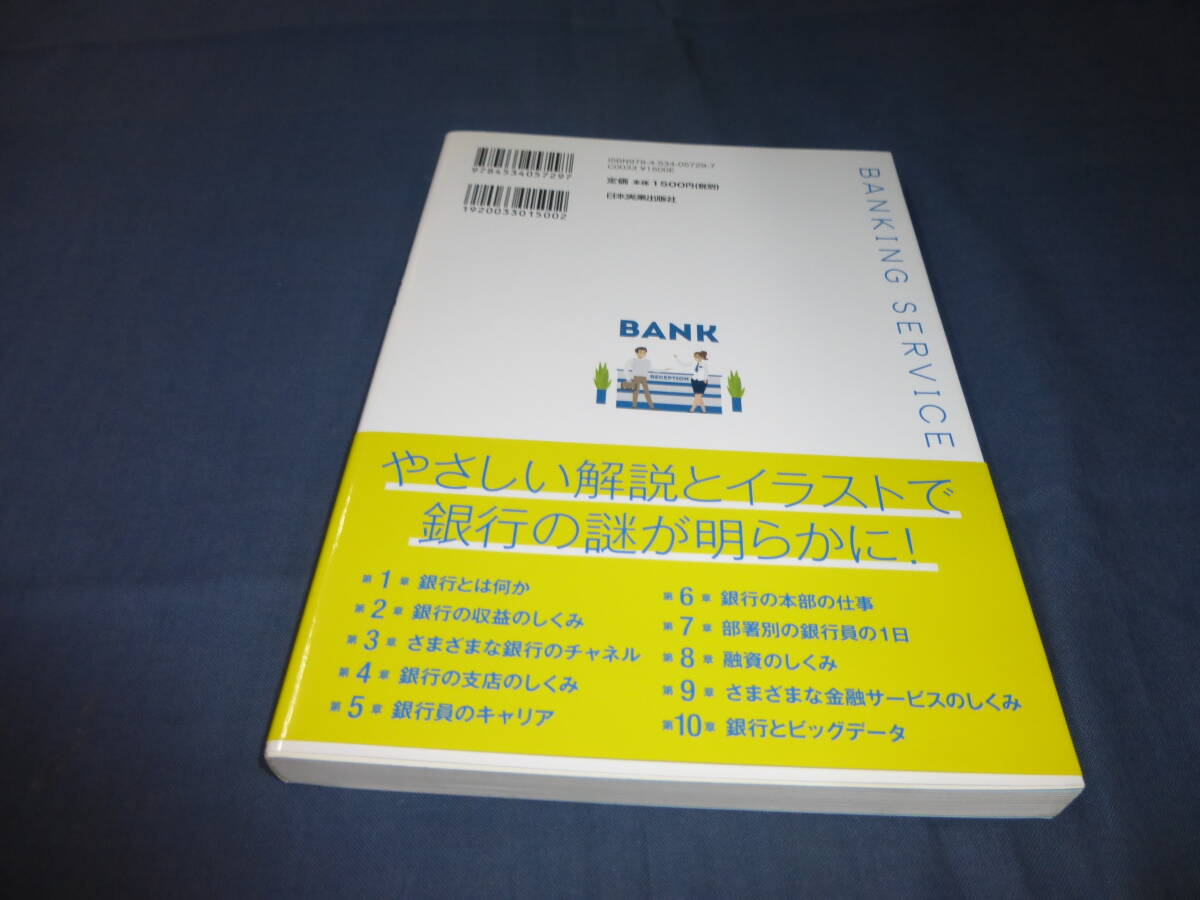 9784534057297
1920033015002
ISBN978-4-534-05729-7
C0033 ¥1500E
定価 本体1500円(税別)
日本実業出版社
BANKING SERVICE
BANK
RECEPTION
やさしい解説とイラストで
銀行の謎が明らかに!
第1章 銀行とは何か
第2章 銀行の収益のしくみ
第3章 さまざまな銀行のチャネル
第4章 銀行の支店のしくみ
第5章 銀行員のキャリア
第6章 銀行の本部の仕事
第7章 部署別の銀行員の1日
第8章 融資のしくみ
第9章 さまざまな金融サービスのしくみ
第10章 銀行とビッグデータ